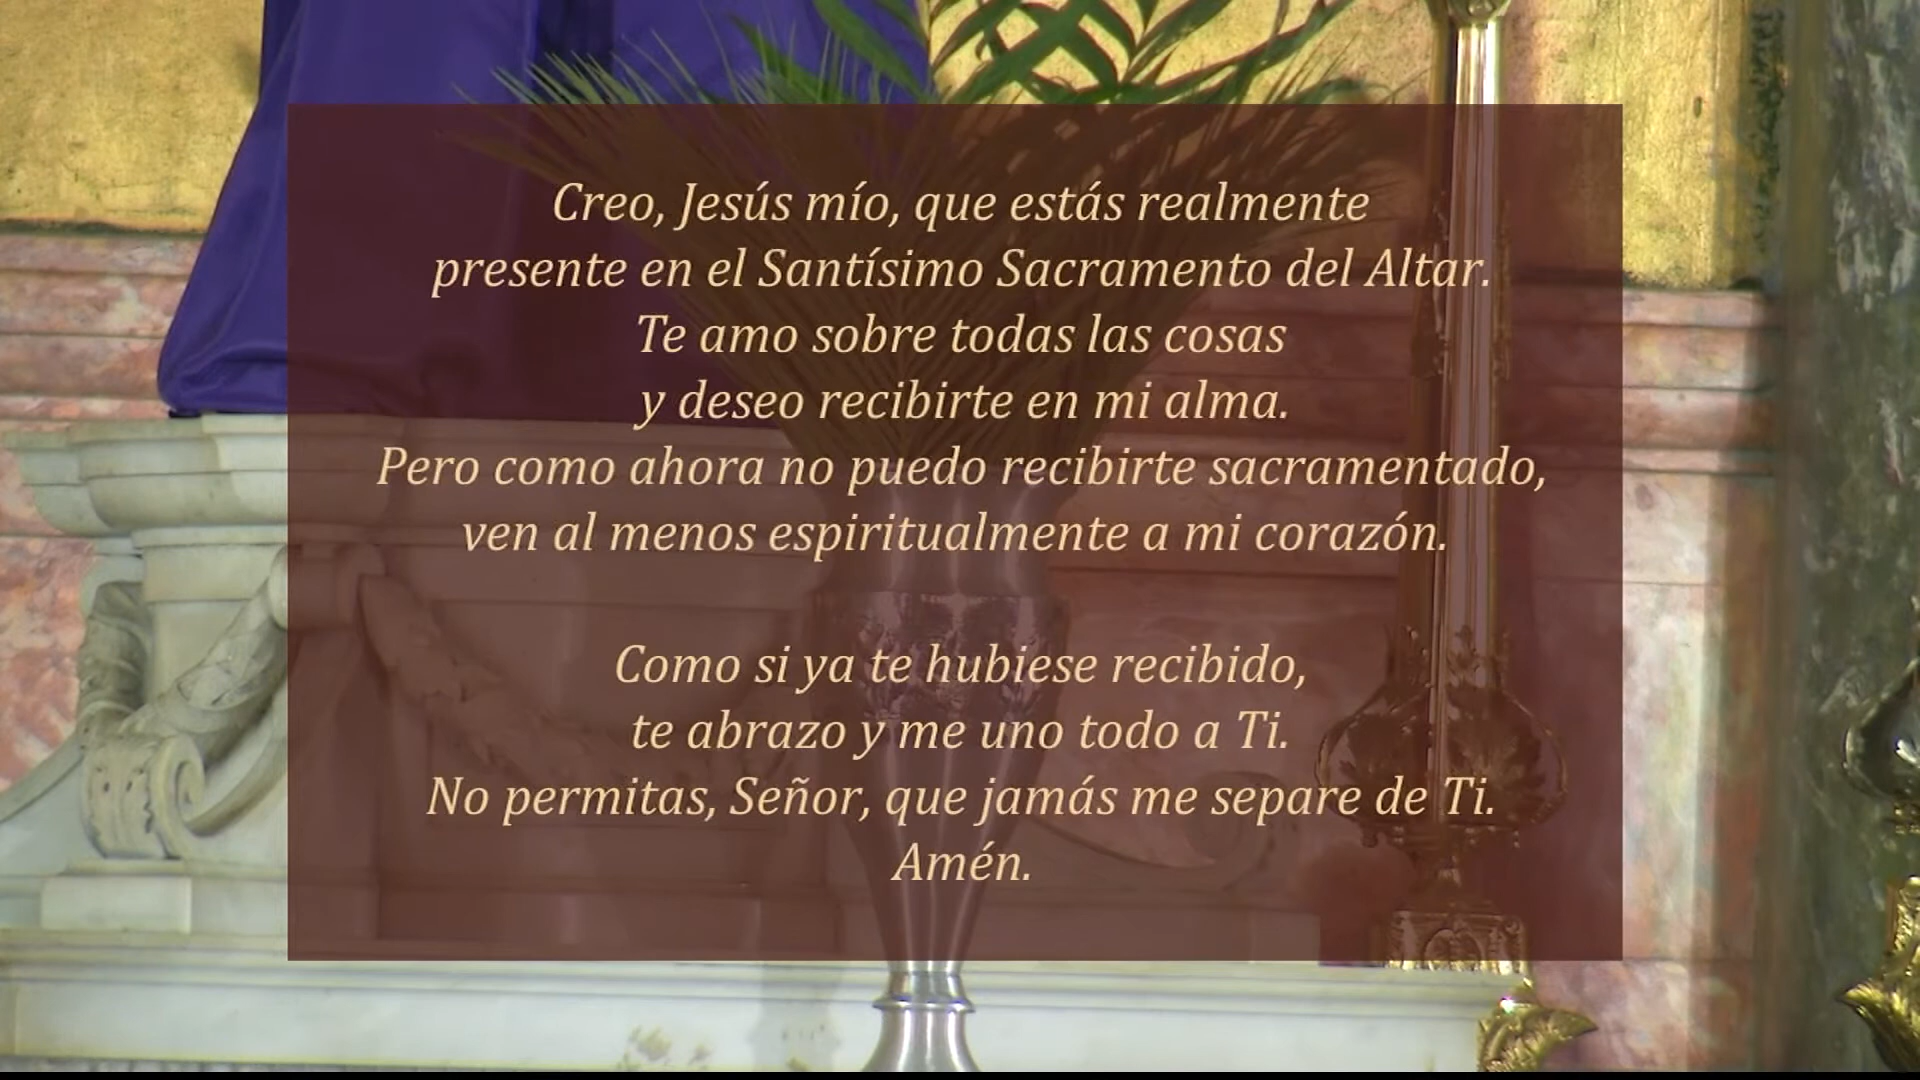 Creo, Jesús mío, que estás realmente
presente en el Santísimo Sacramento del Altar.
Te amo sobre todas las cosas
y deseo recibirte en mi alma.
Pero como ahora no puedo recibirte sacramentado,
ven al menos espiritualmente a mi corazón.
Como si ya te hubiese recibido,
te abrazo y me uno todo a Ti.
No permitas, Señor, que jamás me separe de Ti.
Amén.